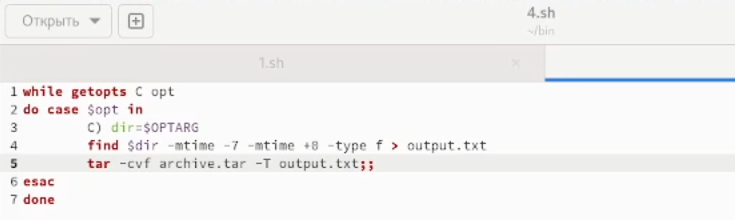 Открыть
4.sh
~/bin
1.sh ×
1 while getopts C opt
2 do case $opt in
3 C) dir=$OPTARG
4 find $dir -mtime -7 -mtime +8 -type f > output.txt
5 tar -cvf archive.tar -T output.txt;;
6 esac
7 done